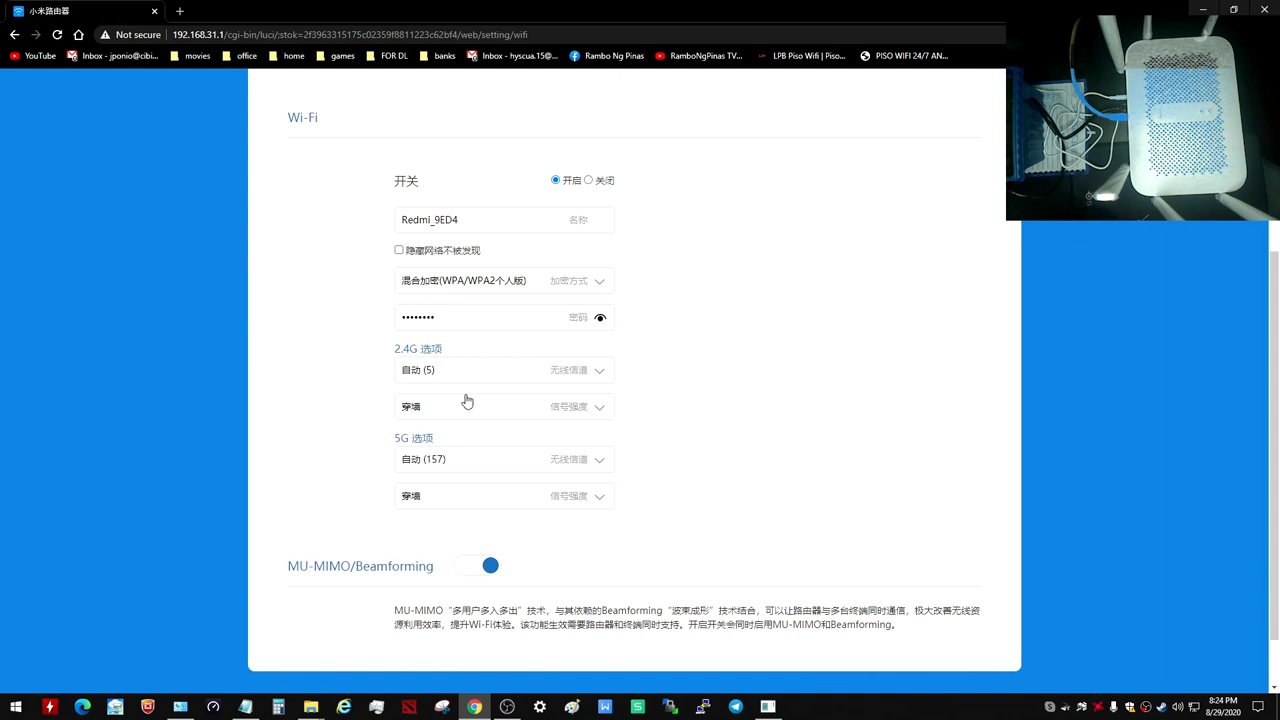 小米路由器
Not secure
192.168.31.1/cgi-bin/luci/;stok=2f3963315175c02359f8811223c62bf4/web/setting/wifi
YouTube
Inbox - jponio@cibi...
movies
office
home
games
FOR DL
banks
Inbox - hyscua.15@...
Rambo Ng Pinas
RamboNgPinas TV...
LPB Piso Wifi | Piso...
PISO WIFI 24/7 AN...
Wi-Fi
开关
开启
关闭
Redmi_9ED4
名称
隐藏网络不被发现
混合加密(WPA/WPA2个人版)
加密方式
••••••••
密码
2.4G 选项
自动 (5)
无线信道
穿墙
信号强度
5G 选项
自动 (157)
无线信道
穿墙
信号强度
MU-MIMO/Beamforming
MU-MIMO“多用户多入多出”技术，与其依赖的Beamforming“波束成形”技术结合，可以让路由器与多台终端同时通信，极大改善无线资
源利用效率，提升Wi-Fi体验。该功能生效需要路由器和终端同时支持。开启开关会同时启用MU-MIMO和Beamforming。
8:24 PM
8/29/2020